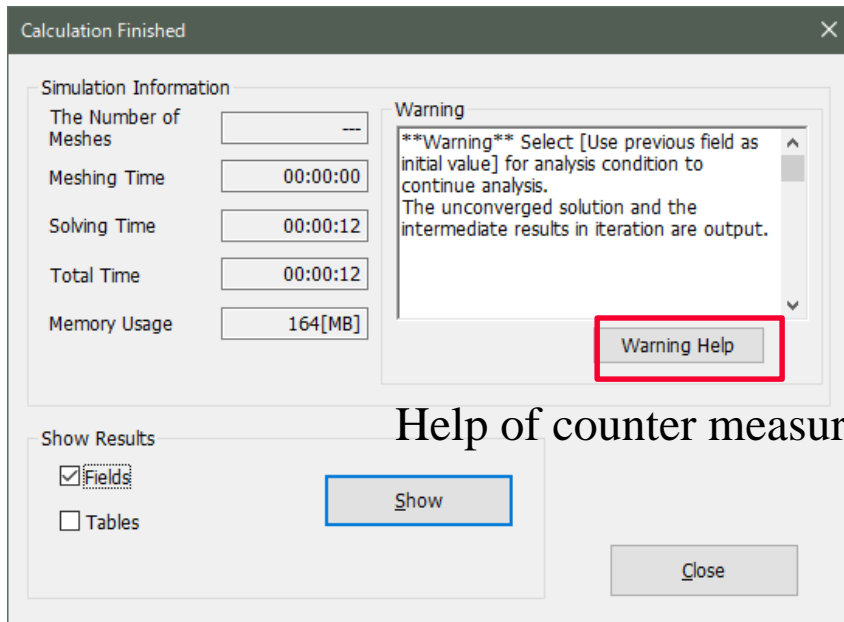 Calculation Finished
Simulation Information
The Number of
Meshes
---
Meshing Time
00:00:00
Solving Time
00:00:12
Total Time
00:00:12
Memory Usage
164[MB]
Warning
**Warning** Select [Use previous field as
initial value] for analysis condition to
continue analysis.
The unconverged solution and the
intermediate results in iteration are output.
Warning Help
Help of counter measur
Show Results
Fields
Tables
Show
Close